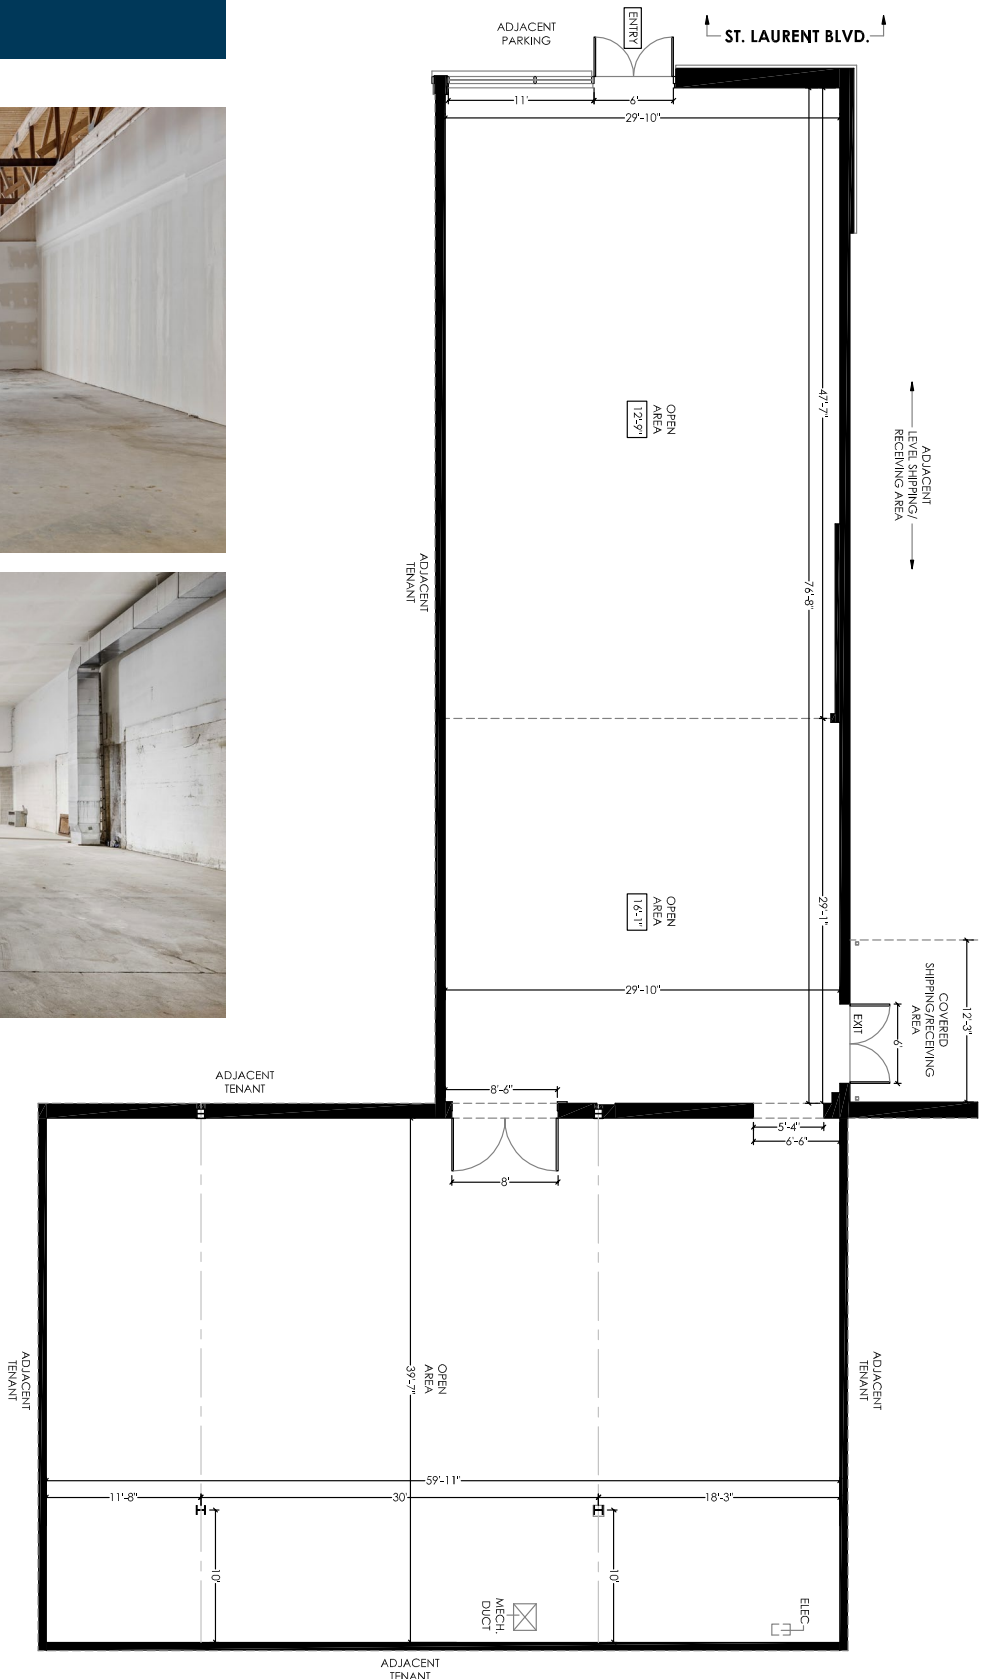 ADJACENT
PARKING
ENTRY
ST. LAURENT BLVD.
11'
6'
29'-10"
47'-7"
OPEN
AREA
12'-9"
ADJACENT
LEVEL SHIPPING/
RECEIVING AREA
ADJACENT
TENANT
76'-8"
OPEN
AREA
16'-1"
29'-1"
29'-10"
COVERED
SHIPPING/RECEIVING
AREA
12'-3"
EXIT
6'
ADJACENT
TENANT
8'-6"
5'-4"
6'-6"
8'
ADJACENT
TENANT
OPEN
AREA
39'-7"
ADJACENT
TENANT
59'-11"
11'-8"
30'
18'-3"
10'
10'
MECH.
DUCT
ELEC.
ADJACENT
TENANT